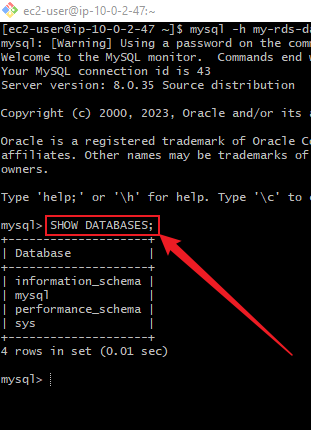 ec2-user@ip-10-0-2-47:~
[ec2-user@ip-10-0-2-47 ~]$ mysql -h my-rds-da
mysql: [Warning] Using a password on the com
Welcome to the MySQL monitor.  Commands end w
Your MySQL connection id is 43
Server version: 8.0.35 Source distribution

Copyright (c) 2000, 2023, Oracle and/or its a

Oracle is a registered trademark of Oracle Co
affiliates. Other names may be trademarks of
owners.

Type 'help;' or '\h' for help. Type '\c' to c

mysql> SHOW DATABASES;
+--------------------+
| Database           |
+--------------------+
| information_schema |
| mysql              |
| performance_schema |
| sys                |
+--------------------+
4 rows in set (0.01 sec)

mysql>